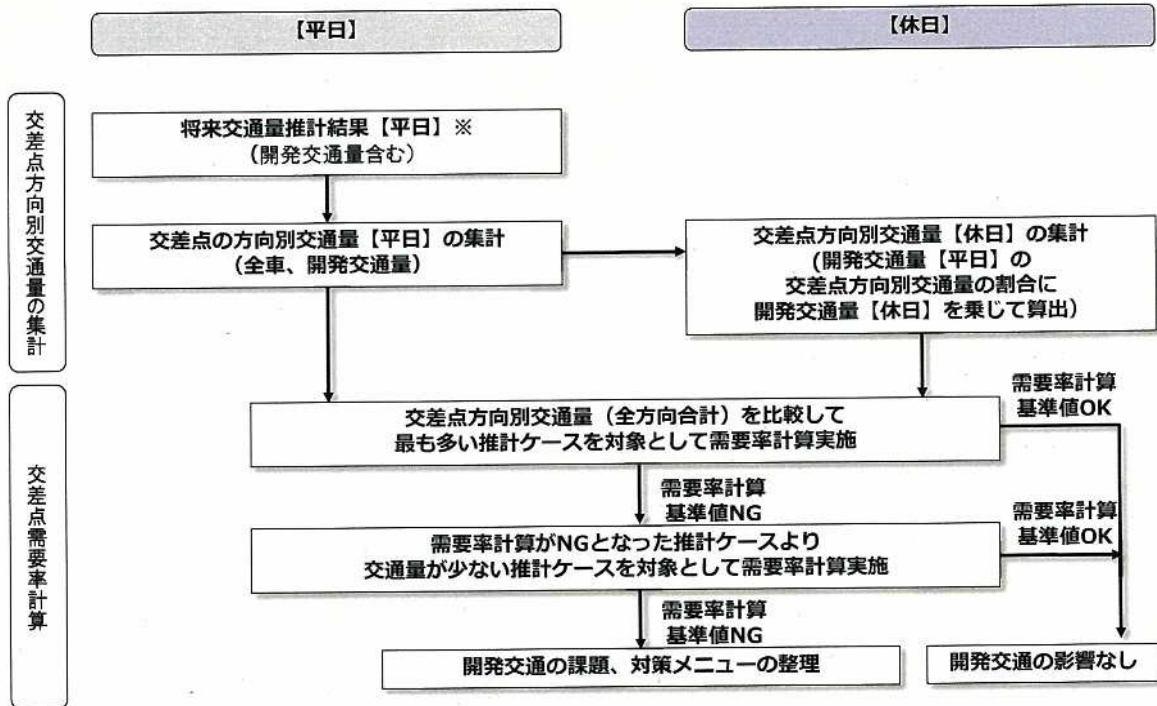 【平日】
【休日】
交差点方向別交通量の集計
将来交通量推計結果【平日】※
（開発交通量含む）
交差点の方向別交通量【平日】の集計
（全車、開発交通量）
交差点方向別交通量【休日】の集計
(開発交通量【平日】の
交差点方向別交通量の割合に
開発交通量【休日】を乗じて算出）
交差点需要率計算
交差点方向別交通量（全方向合計）を比較して
最も多い推計ケースを対象として需要率計算実施
需要率計算
基準値OK
需要率計算
基準値NG
需要率計算がNGとなった推計ケースより
交通量が少ない推計ケースを対象として需要率計算実施
需要率計算
基準値OK
需要率計算
基準値NG
開発交通の課題、対策メニューの整理
開発交通の影響なし